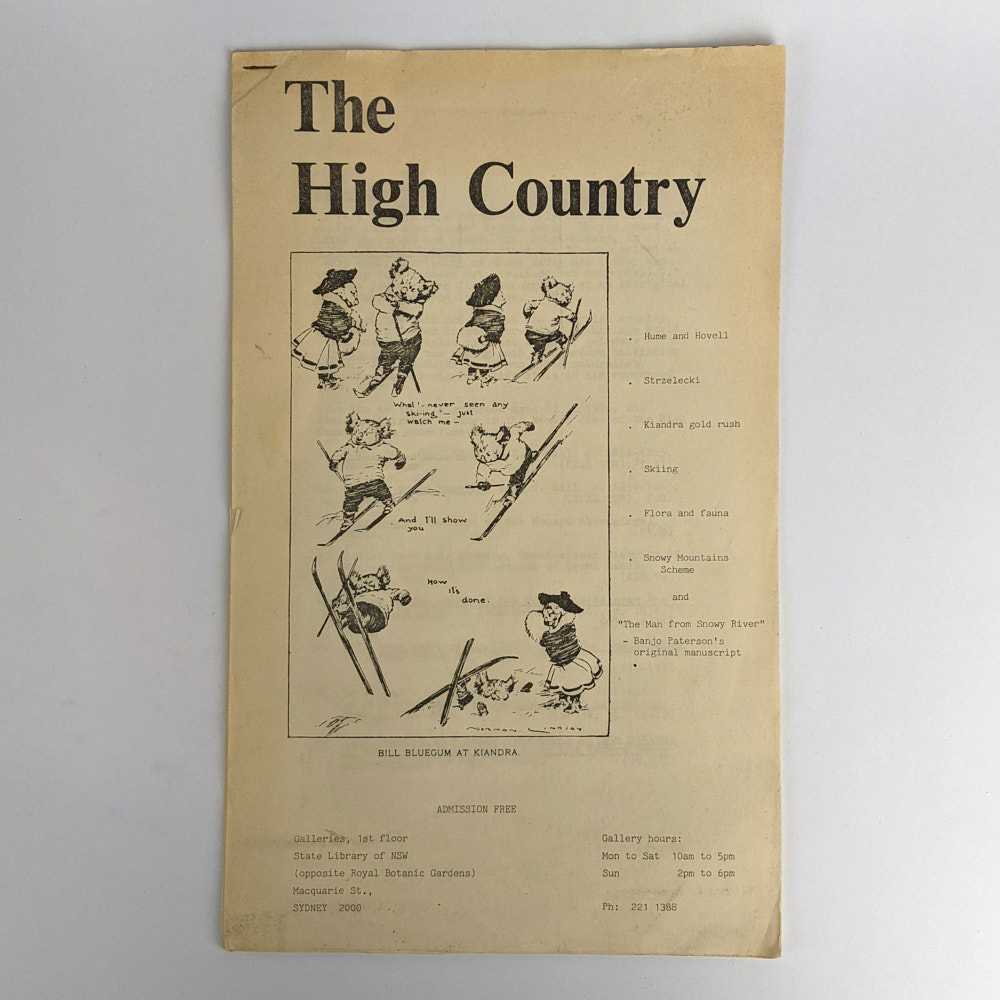 The
High Country
What! - never seen any
ski-ing - just
watch me -
And I'll show
you
How
it's
done.
NORMAN LINDSAY
BILL BLUEGUM AT KIANDRA.
. Hume and Hovell
. Strzelecki
. Kiandra gold rush
. Skiing
. Flora and fauna
. Snowy Mountains
Scheme
and
"The Man from Snowy River"
- Banjo Paterson's
original manuscript
ADMISSION FREE
Galleries, 1st floor
State Library of NSW
(opposite Royal Botanic Gardens)
Macquarie St.,
SYDNEY 2000
Gallery hours:
Mon to Sat 10am to 5pm
Sun 2pm to 6pm
Ph: 221 1388